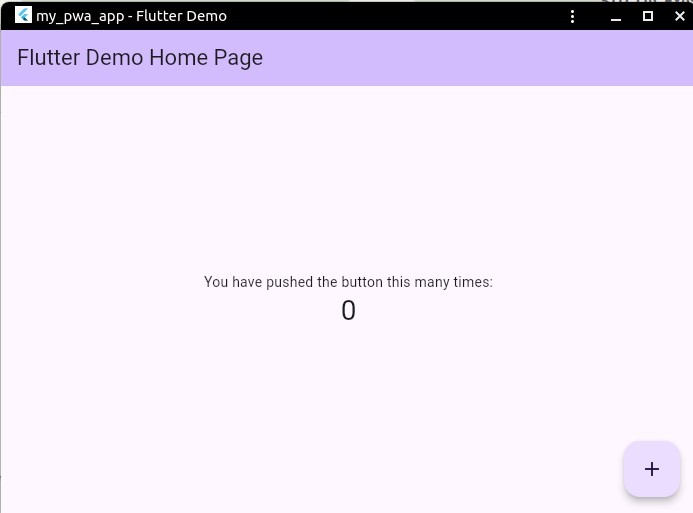 my_pwa_app - Flutter Demo
Flutter Demo Home Page
You have pushed the button this many times:
0
+